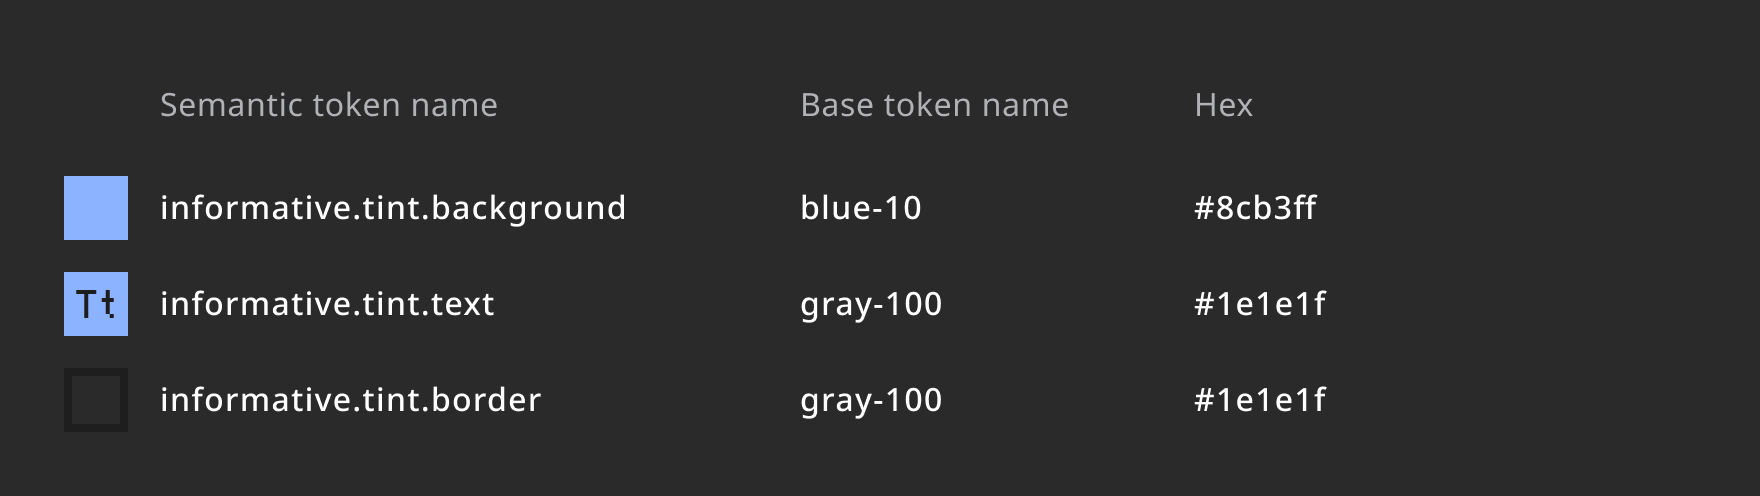 Semantic token name Base token name Hex
informative.tint.background blue-10 #8cb3ff
Tt informative.tint.text gray-100 #1e1e1f
informative.tint.border gray-100 #1e1e1f